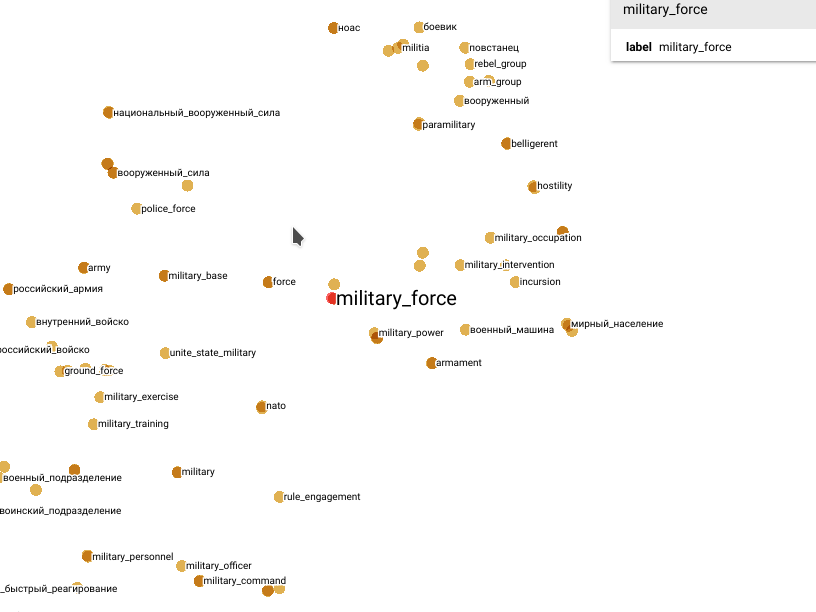 military_force
label military_force
ноас
боевик
militia
повстанец
rebel_group
arm_group
вооруженный
национальный_вооруженный_сила
paramilitary
belligerent
вооруженный_сила
hostility
police_force
military_occupation
army
military_intervention
military_base
force
incursion
российский_армия
military_force
внутренний_войско
military_power
военный_машина
мирный_население
российский_войско
unite_state_military
armament
ground_force
military_exercise
nato
military_training
military
военный_подразделение
rule_engagement
воинский_подразделение
military_personnel
military_officer
military_command
_быстрый_реагирование